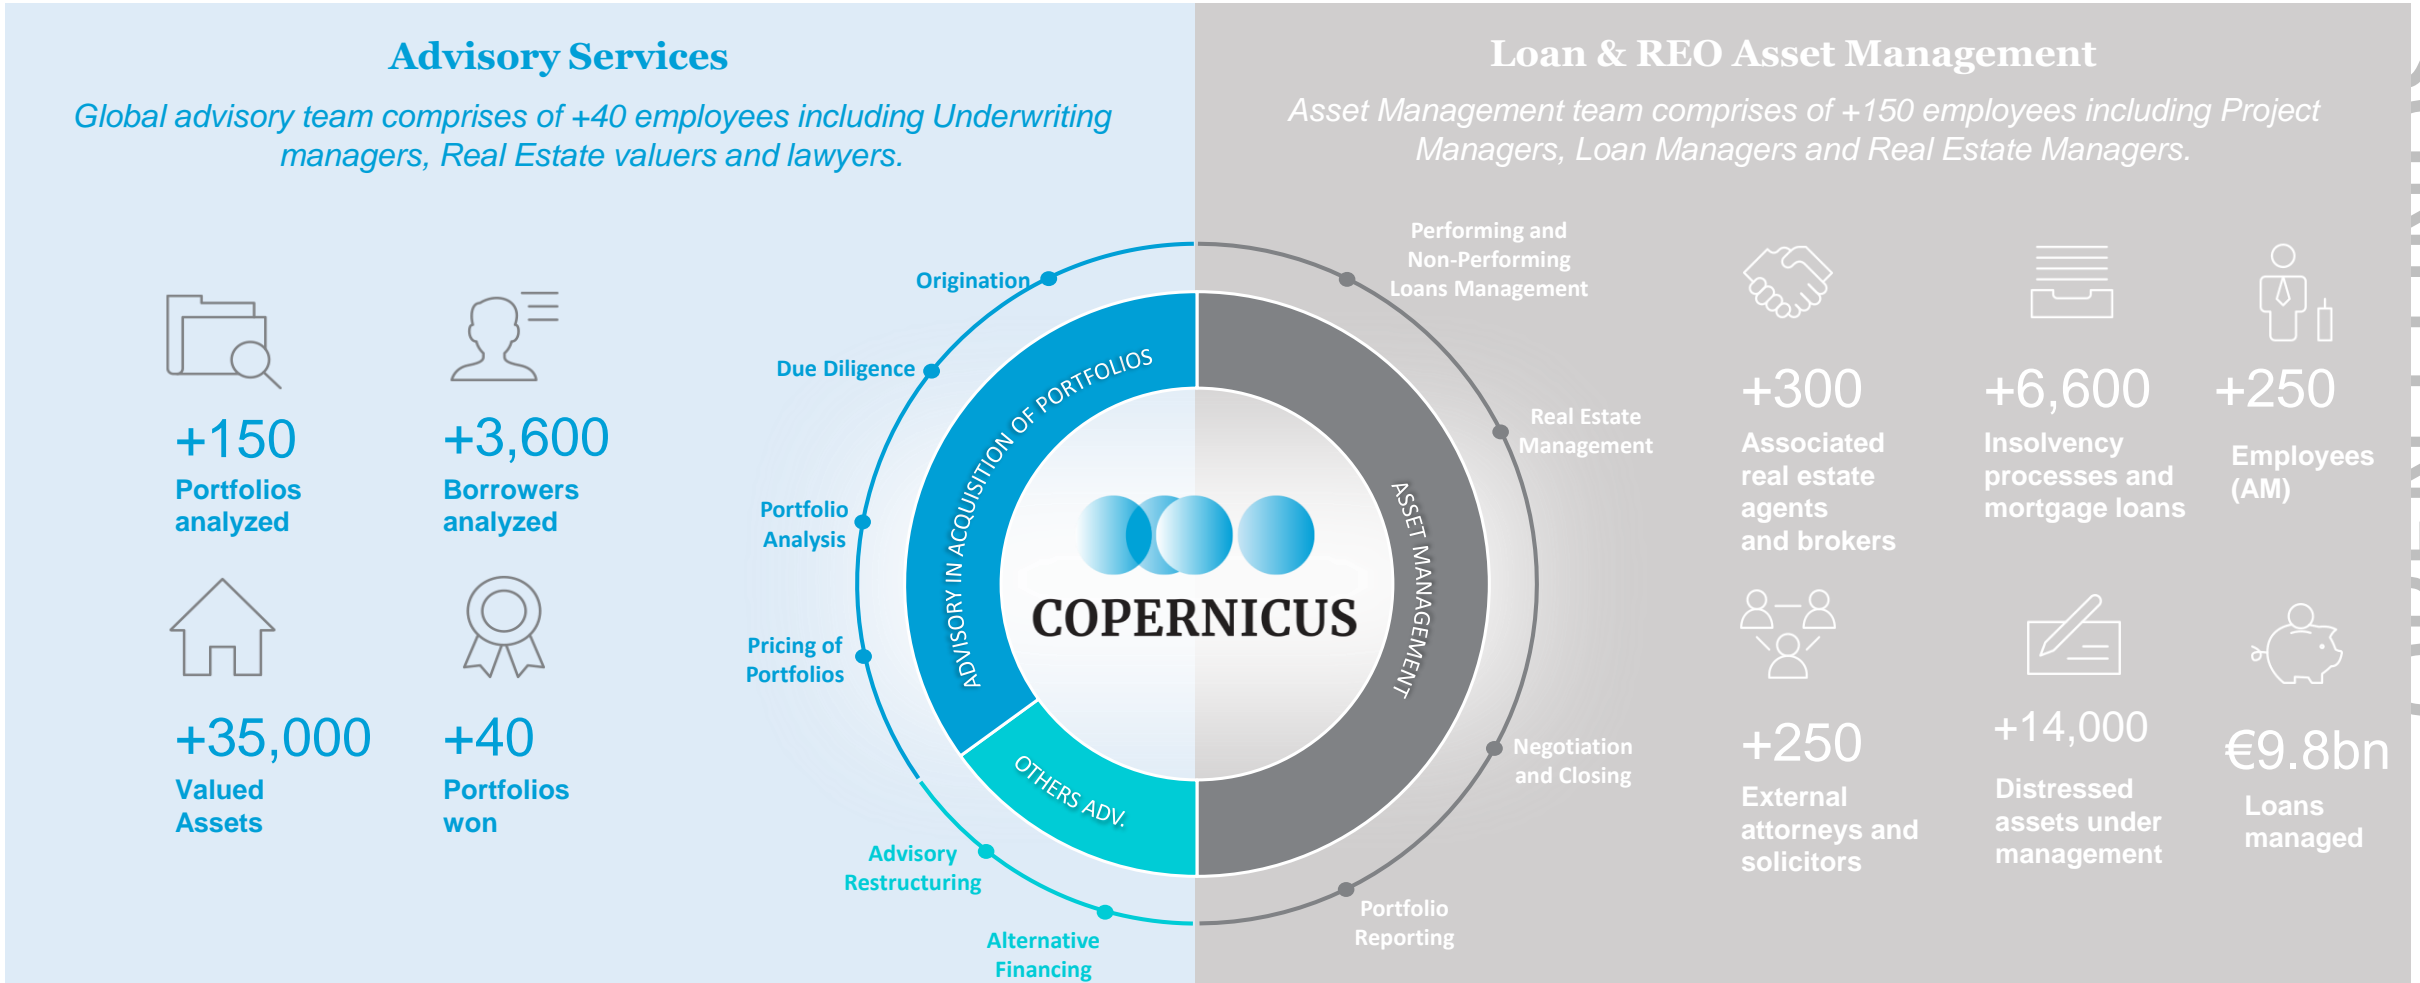 Advisory Services
Global advisory team comprises of +40 employees including Underwriting
managers, Real Estate valuers and lawyers.
+150
Portfolios
analyzed
+3,600
Borrowers
analyzed
+35,000
Valued
Assets
+40
Portfolios
won
Origination
Due Diligence
Portfolio
Analysis
Pricing of
Portfolios
Advisory
Restructuring
Alternative
Financing
ADVISORY IN ACQUISITION OF PORTFOLIOS
OTHERS ADV.
COPERNICUS
ASSET MANAGEMENT
Loan & REO Asset Management
Asset Management team comprises of +150 employees including Project
Managers, Loan Managers and Real Estate Managers.
Performing and
Non-Performing
Loans Management
Real Estate
Management
Negotiation
and Closing
Portfolio
Reporting
+300
Associated
real estate
agents
and brokers
+6,600
Insolvency
processes and
mortgage loans
+250
Employees
(AM)
+250
External
attorneys and
solicitors
+14,000
Distressed
assets under
management
€9.8bn
Loans
managed